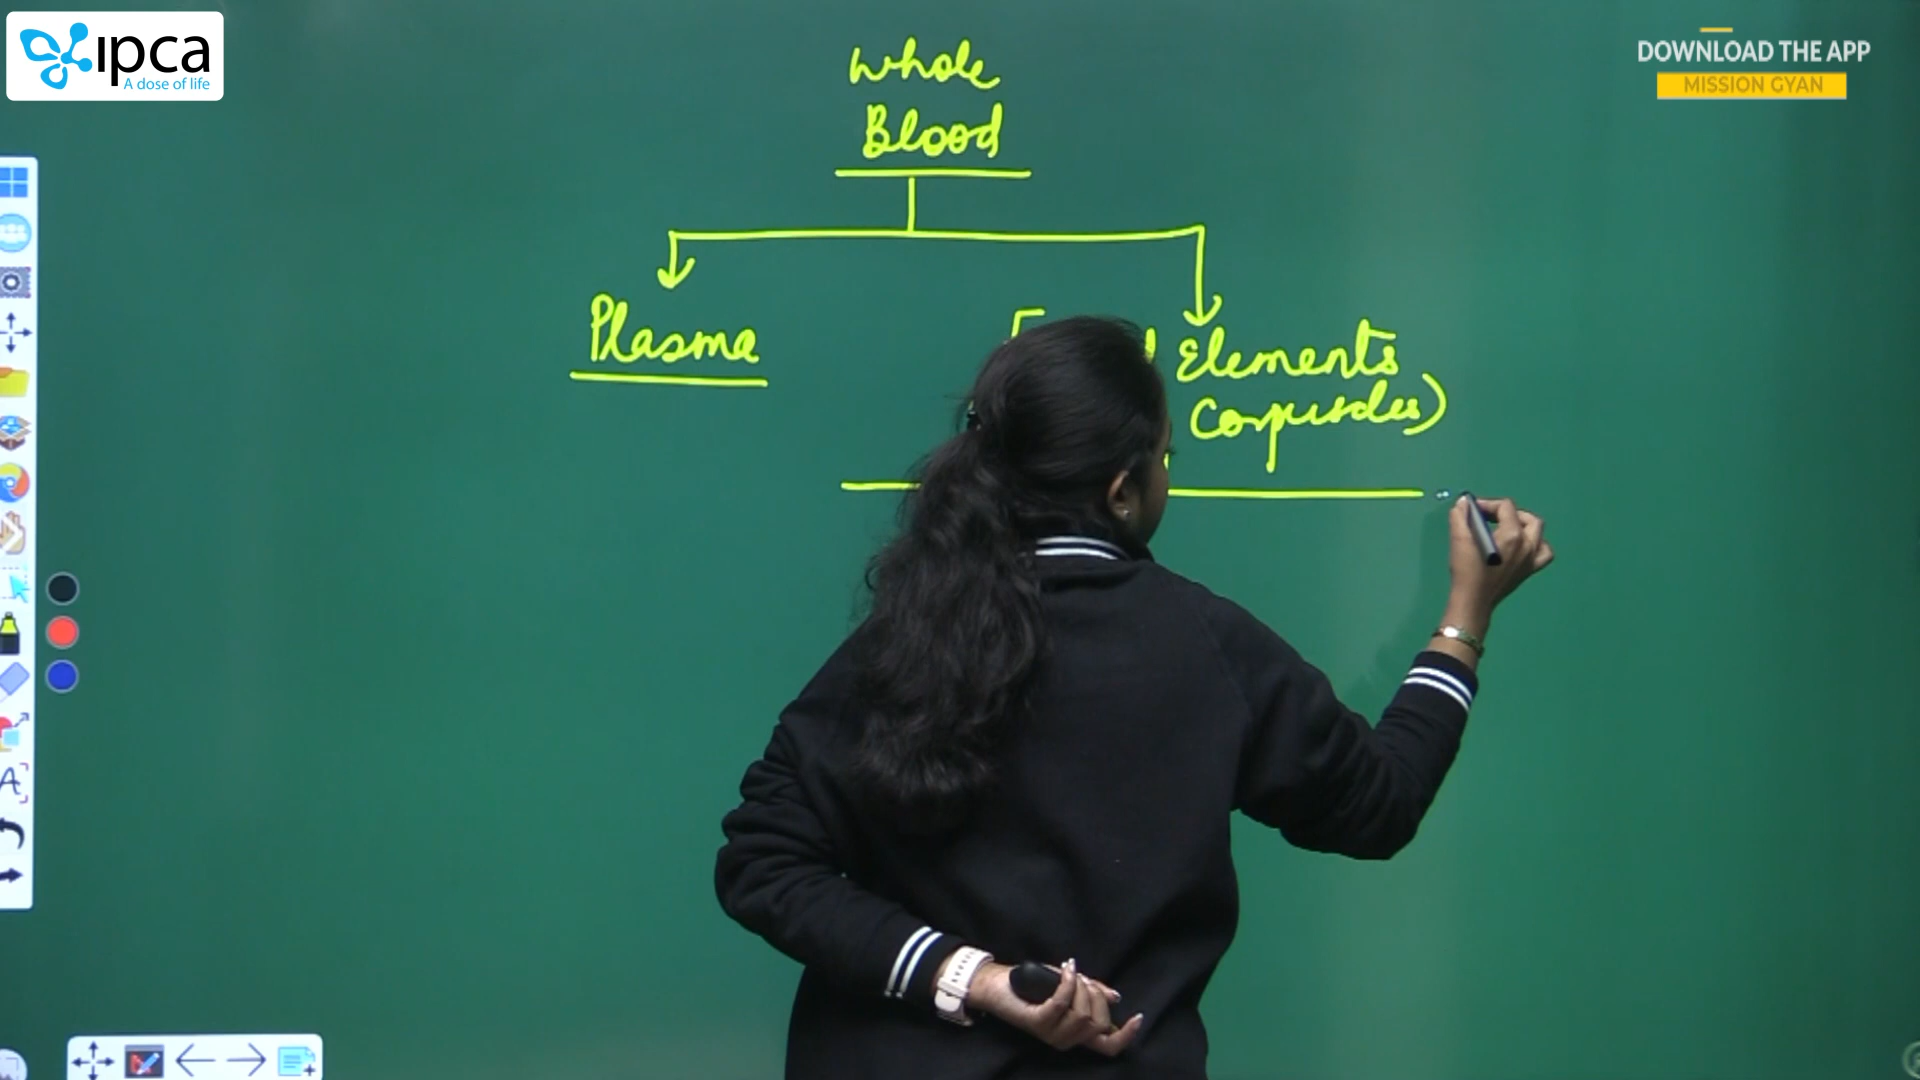 ipca
A dose of life
DOWNLOAD THE APP
MISSION GYAN
Whole
Blood
Plasma
Elements
Corpuscles)